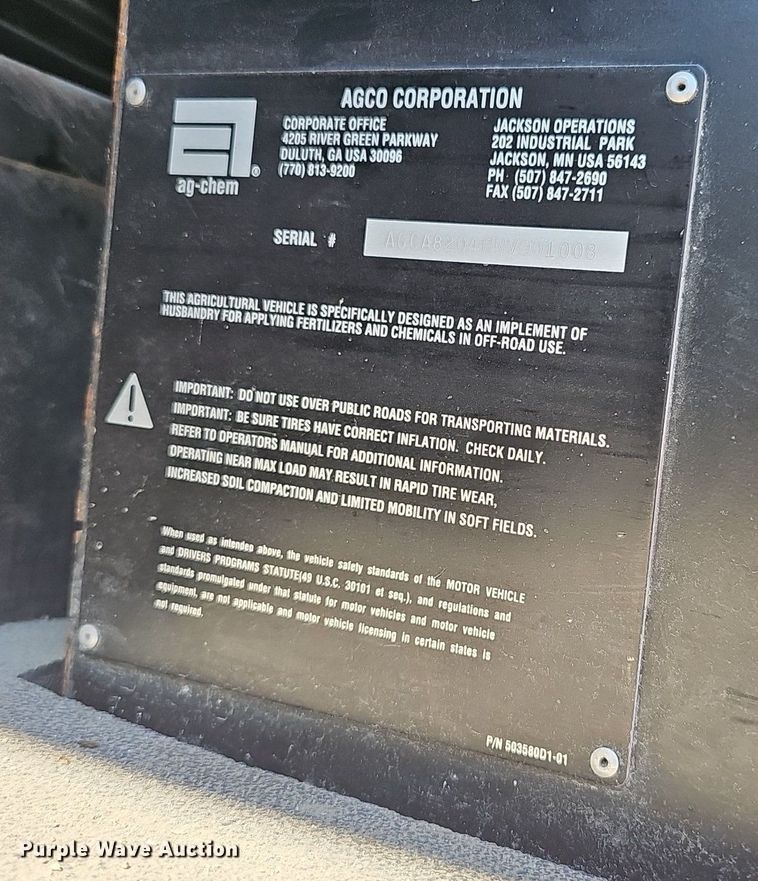 AGCO CORPORATION
ag-chem
CORPORATE OFFICE
4205 RIVER GREEN PARKWAY
DULUTH, GA USA 30096
(770) 813-9200
JACKSON OPERATIONS
202 INDUSTRIAL PARK
JACKSON, MN USA 56143
PH (507) 847-2690
FAX (507) 847-2711
SERIAL #
THIS AGRICULTURAL VEHICLE IS SPECIFICALLY DESIGNED AS AN IMPLEMENT OF
HUSBANDRY FOR APPLYING FERTILIZERS AND CHEMICALS IN OFF-ROAD USE.
IMPORTANT: DO NOT USE OVER PUBLIC ROADS FOR TRANSPORTING MATERIALS.
IMPORTANT: BE SURE TIRES HAVE CORRECT INFLATION. CHECK DAILY.
REFER TO OPERATORS MANUAL FOR ADDITIONAL INFORMATION.
OPERATING NEAR MAX LOAD MAY RESULT IN RAPID TIRE WEAR,
INCREASED SOIL COMPACTION AND LIMITED MOBILITY IN SOFT FIELDS.
When used as intended above, the vehicle safety standards of the MOTOR VEHICLE
and DRIVERS PROGRAMS STATUTE(49 U.S.C. 30101 et seq.), and regulations and
standards promulgated under that statute for motor vehicles and motor vehicle
equipment, are not applicable and motor vehicle licensing in certain states is
not required.
P/N 503580D1-01
Purple Wave Auction